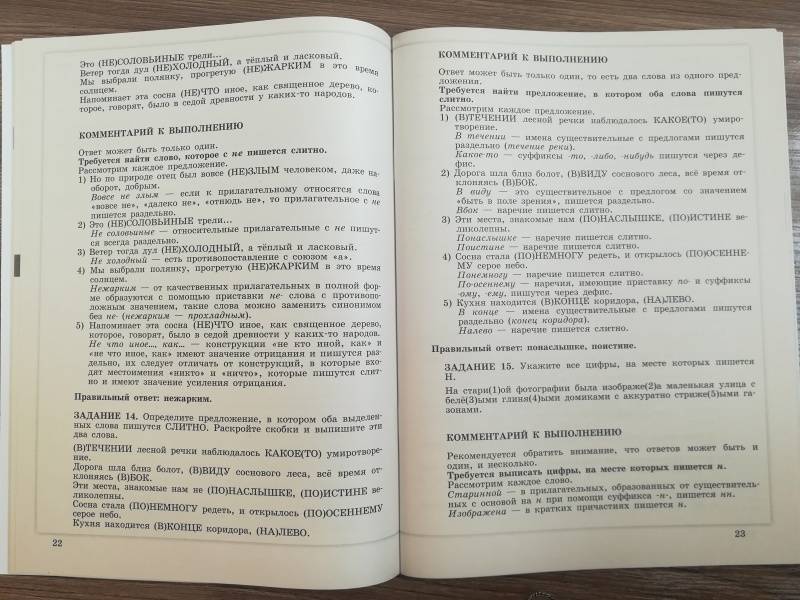 Это (НЕ)СОЛОВЬИНЫЕ трели...
Ветер тогда дул (НЕ)ХОЛОДНЫЙ, а тёплый и ласковый.
Мы выбрали полянку, прогретую (НЕ)ЖАРКИМ в это время
солнцем.
Напоминает эта сосна (НЕ)ЧТО иное, как священное дерево, ко-
торое, говорят, было в седой древности у каких-то народов.
КОММЕНТАРИЙ К ВЫПОЛНЕНИЮ
Ответ может быть только один.
Требуется найти слово, которое с не пишется слитно.
Рассмотрим каждое предложение.
1) Но по природе отец был вовсе (НЕ)ЗЛЫМ человеком, даже на-
оборот, добрым.
Вовсе не злым — если к прилагательному относятся слова
«вовсе не», «далеко не», «отнюдь не», то прилагательное с не
пишется раздельно.
2) Это (НЕ)СОЛОВЬИНЫЕ трели...
Не соловьиные — относительные прилагательные с не пишут-
ся всегда раздельно.
3) Ветер тогда дул (НЕ)ХОЛОДНЫЙ, а тёплый и ласковый.
Не холодный — есть противопоставление с союзом «а».
4) Мы выбрали полянку, прогретую (НЕ)ЖАРКИМ в это время
солнцем.
Нежарким — от качественных прилагательных в полной фор-
ме образуются с помощью приставки не- слова с противопо-
ложным значением, такие слова можно заменить синонимом
без не- (нежарким — прохладным).
5) Напоминает эта сосна (НЕ)ЧТО иное, как священное дерево,
которое, говорят, было в седой древности у каких-то народов.
Не что иное..., как... — конструкции «не кто иной, как» и
«не что иное, как» имеют значение отрицания и пишутся раз-
дельно, их следует отличать от конструкций, в которые вхо-
дят местоимения «никто» и «ничто», которые пишутся слит-
но и имеют значение усиления отрицания.
Правильный ответ: нежарким.
ЗАДАНИЕ 14. Определите предложение, в котором оба выделен-
ных слова пишутся СЛИТНО. Раскройте скобки и выпишите эти
два слова.
(В)ТЕЧЕНИИ лесной речки наблюдалось КАКОЕ(ТО) умиротворе-
ние.
Дорога шла близ болот, (В)ВИДУ соснового леса, всё время от-
клоняясь (В)БОК.
Эти места, знакомые нам не (ПО)НАСЛЫШКЕ, (ПО)ИСТИНЕ ве-
ликолепны.
Сосна стала (ПО)НЕМНОГУ редеть, и открылось (ПО)ОСЕННЕМУ
серое небо.
Кухня находится (В)КОНЦЕ коридора, (НА)ЛЕВО.
22
КОММЕНТАРИЙ К ВЫПОЛНЕНИЮ
Ответ может быть только один, то есть два слова из одного пред-
ложения.
Требуется найти предложение, в котором оба слова пишутся
слитно.
Рассмотрим каждое предложение.
1) (В)ТЕЧЕНИИ лесной речки наблюдалось КАКОЕ(ТО) умиро-
творение.
В течении — имена существительные с предлогами пишутся
раздельно (течение реки).
Какое-то — суффиксы -то, -либо, -нибудь пишутся через де-
фис.
2) Дорога шла близ болот, (В)ВИДУ соснового леса, всё время от-
клоняясь (В)БОК.
В виду — это существительное с предлогом со значением
«быть в поле зрения», пишется раздельно.
Вбок — наречие пишется слитно.
3) Эти места, знакомые нам (ПО)НАСЛЫШКЕ, (ПО)ИСТИНЕ ве-
ликолепны.
Понаслышке — наречие пишется слитно.
Поистине — наречие пишется слитно.
4) Сосна стала (ПО)НЕМНОГУ редеть, и открылось (ПО)ОСЕННЕ-
МУ серое небо.
Понемногу — наречие пишется слитно.
По-осеннему — наречия, имеющие приставку по- и суффиксы
-ому, -ему, пишутся через дефис.
5) Кухня находится (В)КОНЦЕ коридора, (НА)ЛЕВО.
В конце — имена существительные с предлогами пишутся
раздельно (конец коридора).
Налево — наречие пишется слитно.
Правильный ответ: понаслышке, поистине.
ЗАДАНИЕ 15. Укажите все цифры, на месте которых пишется
Н.
На стари(1)ой фотографии была изображе(2)а маленькая улица с
белё(3)ыми глиня(4)ыми домиками с аккуратно стриже(5)ыми га-
зонами.
КОММЕНТАРИЙ К ВЫПОЛНЕНИЮ
Рекомендуется обратить внимание, что ответов может быть и
один, и несколько.
Требуется выписать цифры, на месте которых пишется н.
Рассмотрим каждое слово.
Старинной — в прилагательных, образованных от существитель-
ных с основой на н при помощи суффикса -н-, пишется нн.
Изображена — в кратких причастиях пишется н.
23